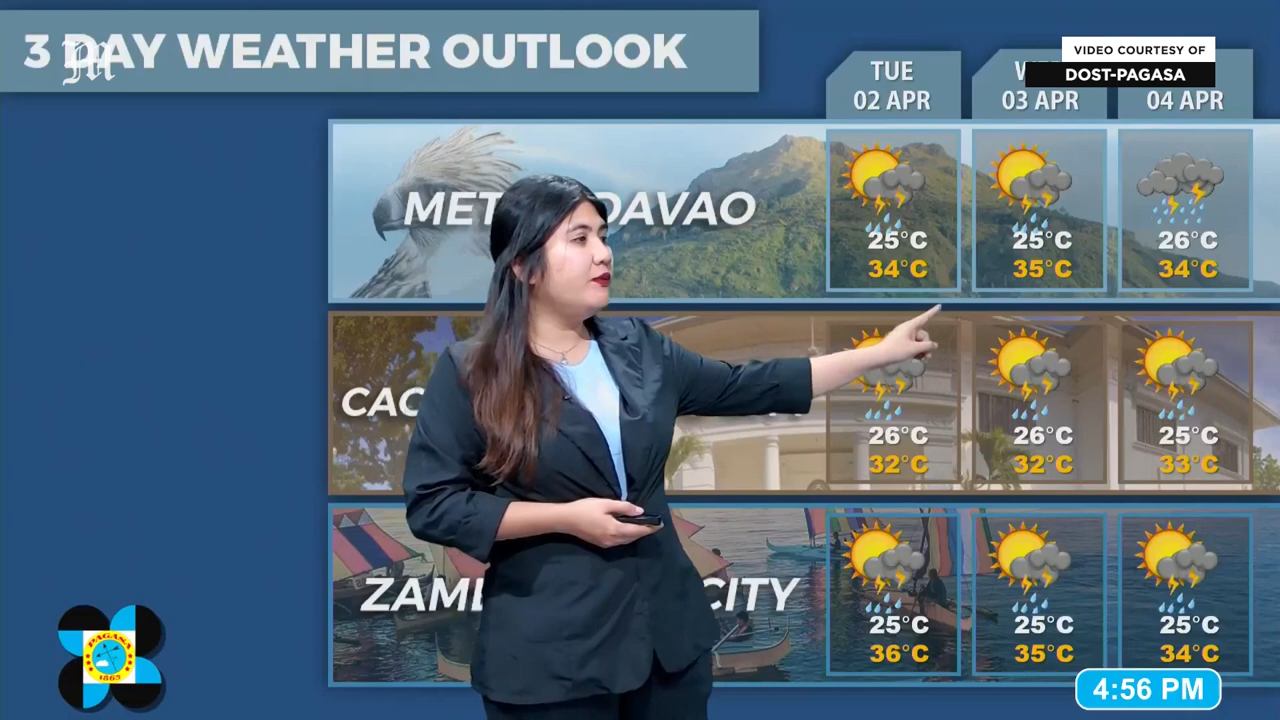 3 DAY WEATHER OUTLOOK
VIDEO COURTESY OF
DOST-PAGASA
TUE
02 APR
03 APR
04 APR
DAVAO
25°C
34°C
25°C
35°C
26°C
34°C
26°C
32°C
26°C
32°C
25°C
33°C
CITY
25°C
36°C
25°C
35°C
25°C
34°C
PAGASA
1865
4:56 PM